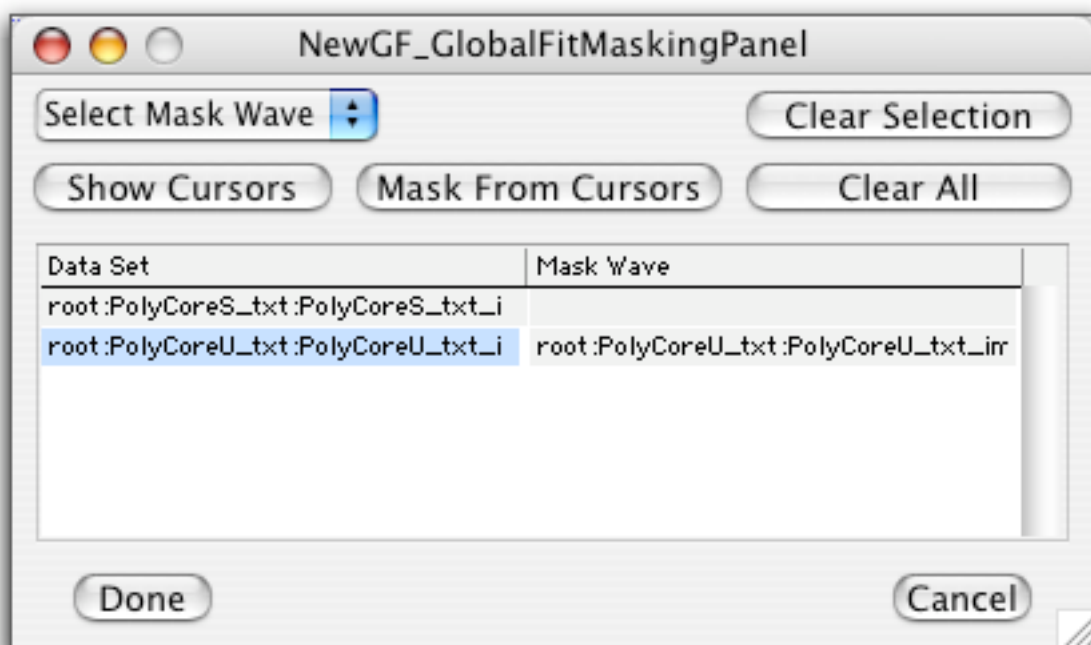 NewGF_GlobalFitMaskingPanel
Select Mask Wave Clear Selection
Show Cursors Mask From Cursors Clear All
Data Set Mask Wave
root:PolyCoreS_txt:PolyCoreS_txt_i
root:PolyCoreU_txt:PolyCoreU_txt_i root:PolyCoreU_txt:PolyCoreU_txt_im
Done Cancel